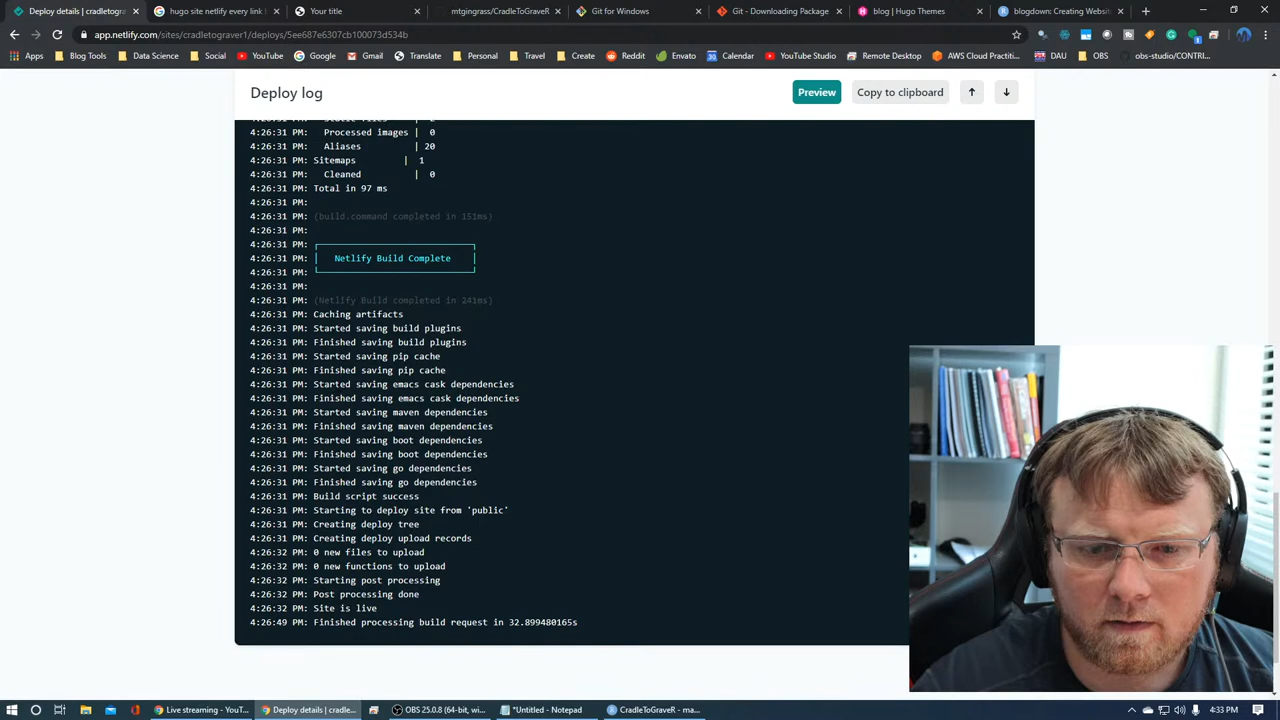 Deploy details | cradletograv
hugo site netlify every link
Your title
mtgingrass/CradleToGraveR
Git for Windows
Git - Downloading Package
blog | Hugo Themes
blogdown: Creating Website
app.netlify.com/sites/cradletograver1/deploys/5ee687e6307cb100073d534b
Apps
Blog Tools
Data Science
Social
YouTube
Google
Gmail
Translate
Personal
Travel
Create
Reddit
Envato
Calendar
YouTube Studio
Remote Desktop
AWS Cloud Practiti...
DAU
OBS
obs-studio/CONTRI...
Deploy log
Preview
Copy to clipboard
4:26:31 PM: Processed images | 0
4:26:31 PM: Aliases | 20
4:26:31 PM: Sitemaps | 1
4:26:31 PM: Cleaned | 0
4:26:31 PM: Total in 97 ms
4:26:31 PM:
4:26:31 PM: (build.command completed in 151ms)
4:26:31 PM:
4:26:31 PM:
4:26:31 PM: Netlify Build Complete
4:26:31 PM:
4:26:31 PM:
4:26:31 PM: (Netlify Build completed in 241ms)
4:26:31 PM: Caching artifacts
4:26:31 PM: Started saving build plugins
4:26:31 PM: Finished saving build plugins
4:26:31 PM: Started saving pip cache
4:26:31 PM: Finished saving pip cache
4:26:31 PM: Started saving emacs cask dependencies
4:26:31 PM: Finished saving emacs cask dependencies
4:26:31 PM: Started saving maven dependencies
4:26:31 PM: Finished saving maven dependencies
4:26:31 PM: Started saving boot dependencies
4:26:31 PM: Finished saving boot dependencies
4:26:31 PM: Started saving go dependencies
4:26:31 PM: Finished saving go dependencies
4:26:31 PM: Build script success
4:26:31 PM: Starting to deploy site from 'public'
4:26:31 PM: Creating deploy tree
4:26:31 PM: Creating deploy upload records
4:26:32 PM: 0 new files to upload
4:26:32 PM: 0 new functions to upload
4:26:32 PM: Starting post processing
4:26:32 PM: Post processing done
4:26:32 PM: Site is live
4:26:49 PM: Finished processing build request in 32.899480165s
Live streaming - YouT...
Deploy details | cradle...
OBS 25.0.8 (64-bit, wi...
*Untitled - Notepad
CradleToGraveR - ma...
4:33 PM